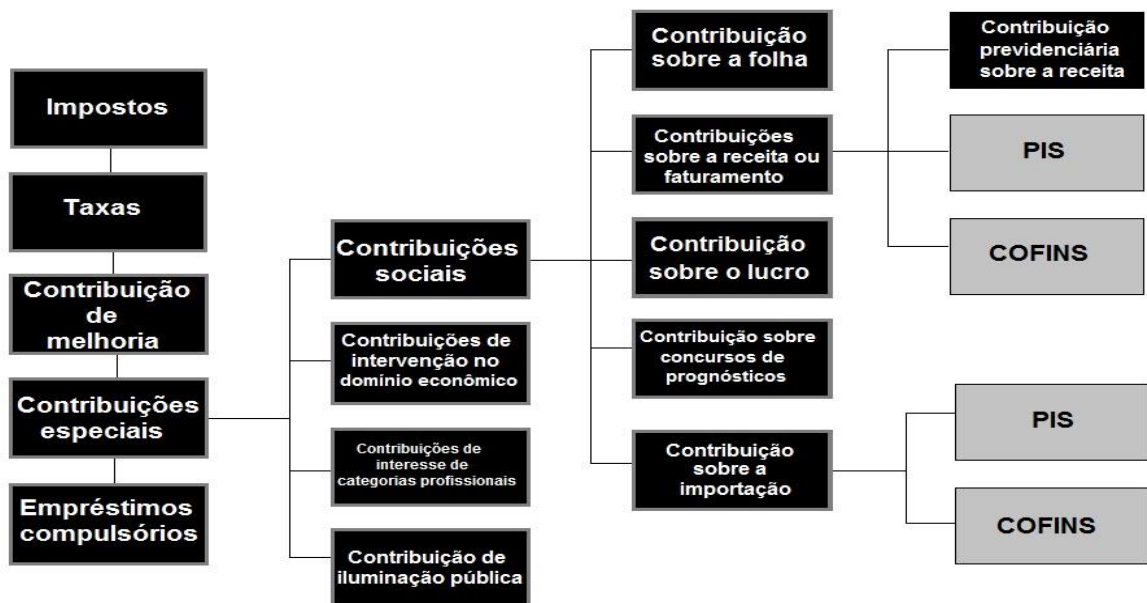 Impostos
Taxas
Contribuição
de
melhoria
Contribuições
especiais
Empréstimos
compulsórios
Contribuições
sociais
Contribuições de
intervenção no
domínio econômico
Contribuições de
interesse de
categorias profissionais
Contribuição de
iluminação pública
Contribuição
sobre a folha
Contribuições
sobre a receita ou
faturamento
Contribuição
sobre o lucro
Contribuição sobre
concursos de
prognósticos
Contribuição
sobre a
importação
Contribuição
previdenciária
sobre a receita
PIS
COFINS
PIS
COFINS